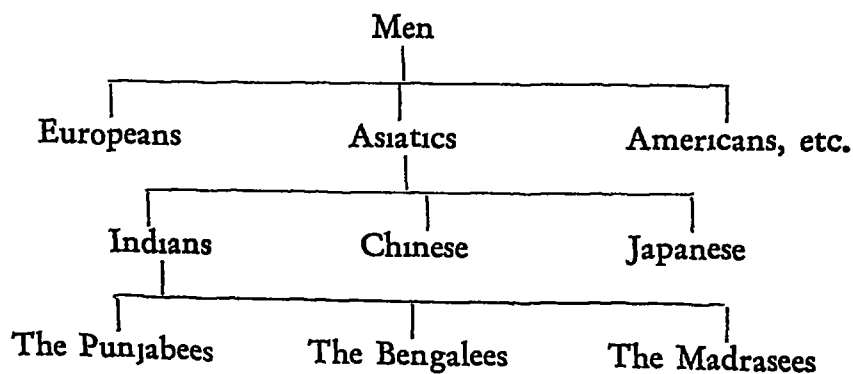 Men
Europeans Asiatics Americans, etc.
Indians Chinese Japanese
The Punjabees The Bengalees The Madrasees